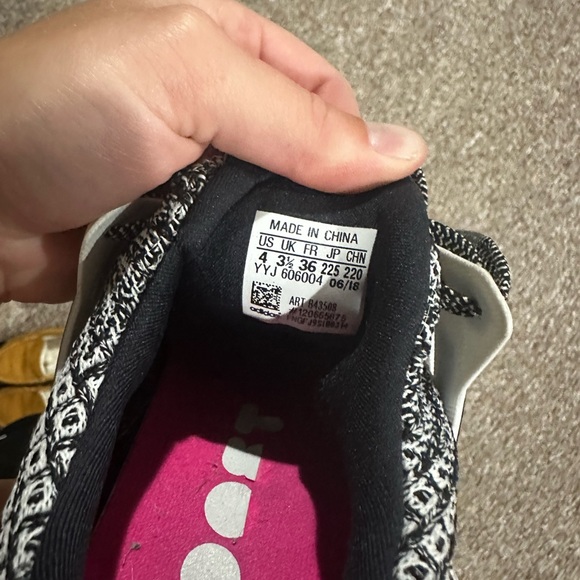 MADE IN CHINA
US UK FR JP CHN
4 3½ 36 225 220
YYJ 606004 06/18
adidas
ART